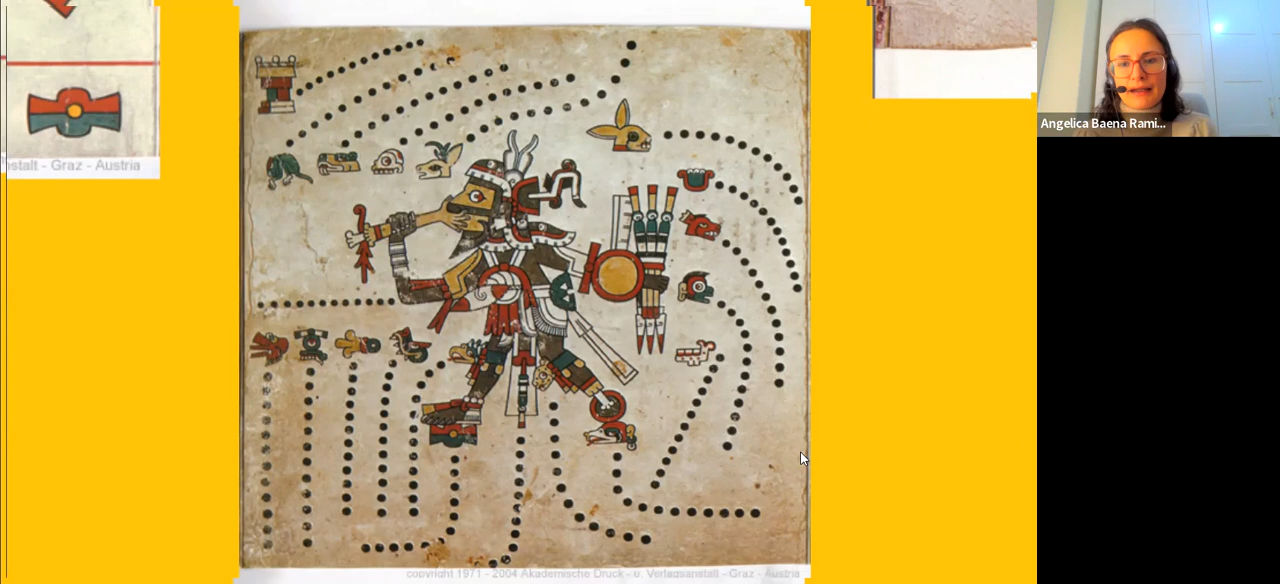 stalt - Graz - Austria
Angelica Baena Rami...
copyright 1971 - 2004 Akademische Druck - u. Verlagsanstalt - Graz - Austria